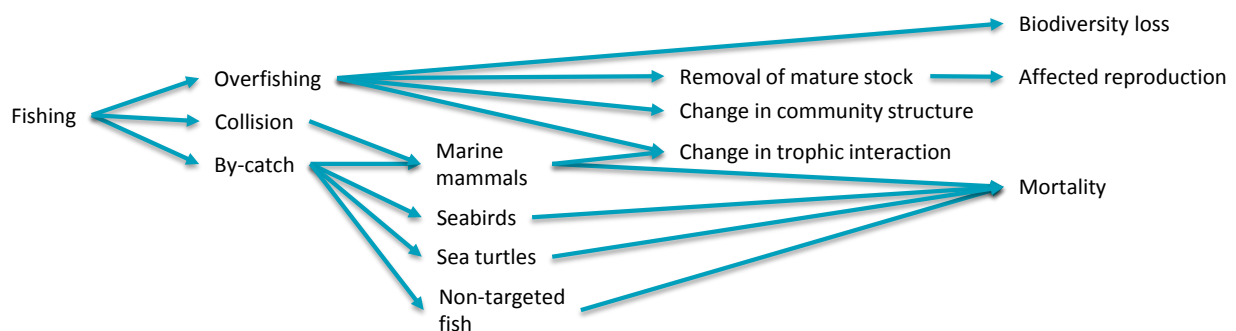 Biodiversity loss
Overfishing
Removal of mature stock
Affected reproduction
Fishing
Collision
Change in community structure
By-catch
Marine
mammals
Change in trophic interaction
Mortality
Seabirds
Sea turtles
Non-targeted
fish